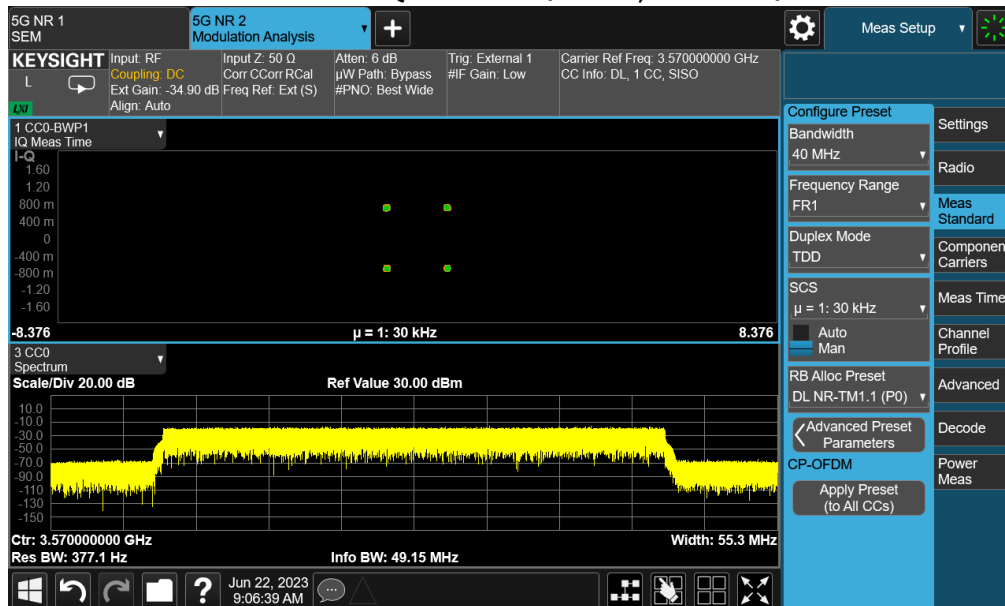 5G NR 1
SEM
5G NR 2
Modulation Analysis
Meas Setup
KEYSIGHT
L
LXI
Input: RF
Coupling: DC
Ext Gain: -34.90 dB
Align: Auto
Input Z: 50 Ω
Corr CCorr RCal
Freq Ref: Ext (S)
Atten: 6 dB
µW Path: Bypass
#PNO: Best Wide
Trig: External 1
#IF Gain: Low
Carrier Ref Freq: 3.570000000 GHz
CC Info: DL, 1 CC, SISO
1 CC0-BWP1
IQ Meas Time
I-Q
1.60
1.20
800 m
400 m
0
-400 m
-800 m
-1.20
-1.60
-8.376
µ = 1: 30 kHz
8.376
3 CC0
Spectrum
Scale/Div 20.00 dB
Ref Value 30.00 dBm
10.0
-10.0
-30.0
-50.0
-70.0
-90.0
-110
-130
-150
Ctr: 3.570000000 GHz
Width: 55.3 MHz
Res BW: 377.1 Hz
Info BW: 49.15 MHz
?
Jun 22, 2023
9:06:39 AM
Configure Preset
Bandwidth
40 MHz
Frequency Range
FR1
Duplex Mode
TDD
SCS
µ = 1: 30 kHz
Auto
Man
RB Alloc Preset
DL NR-TM1.1 (P0)
Advanced Preset
Parameters
CP-OFDM
Apply Preset
(to All CCs)
Settings
Radio
Meas
Standard
Componen
Carriers
Meas Time
Channel
Profile
Advanced
Decode
Power
Meas